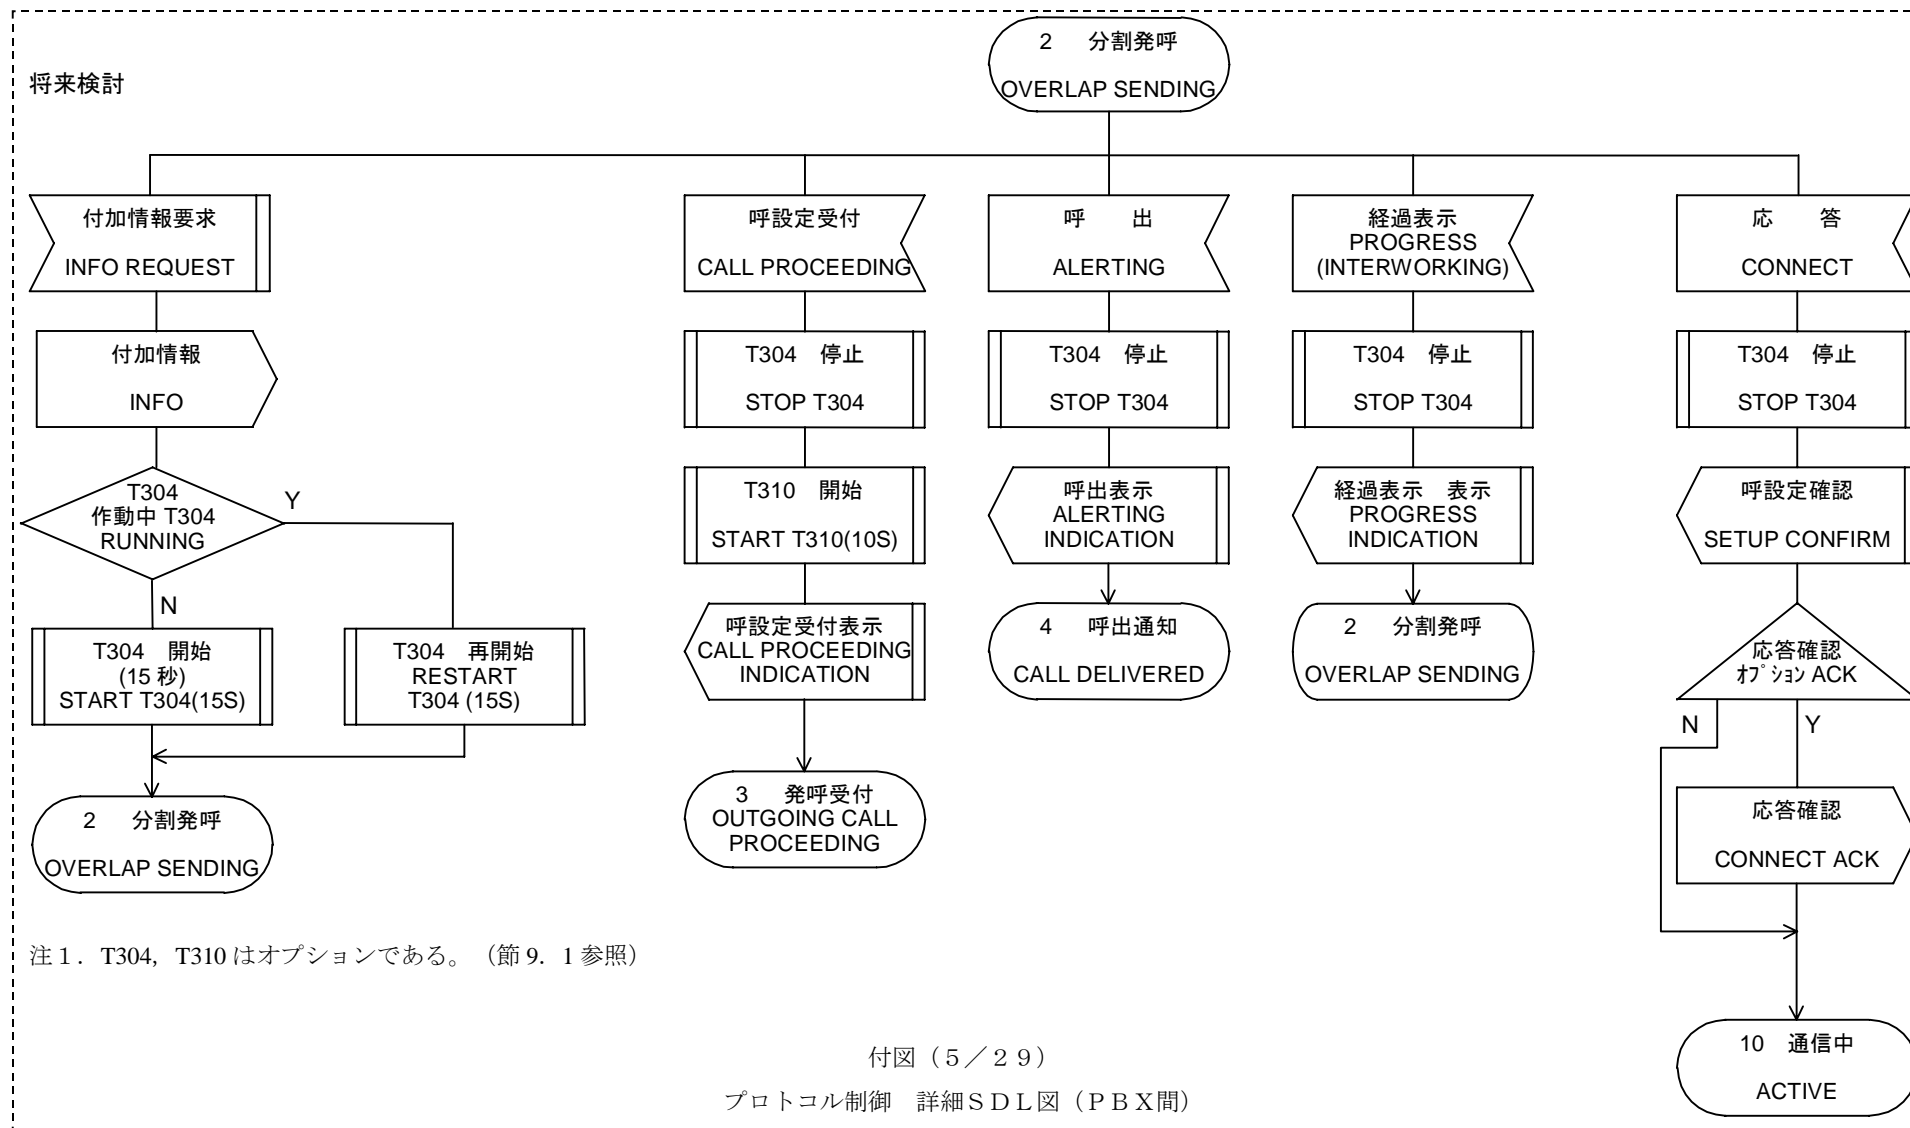 2 分割発呼
OVERLAP SENDING
将来検討
付加情報要求
INFO REQUEST
付加情報
INFO
T304
作動中 T304
RUNNING
Y
N
T304 開始
(15 秒)
START T304(15S)
T304 再開始
RESTART
T304 (15S)
2 分割発呼
OVERLAP SENDING
呼設定受付
CALL PROCEEDING
T304 停止
STOP T304
T310 開始
START T310(10S)
呼設定受付表示
CALL PROCEEDING
INDICATION
3 発呼受付
OUTGOING CALL
PROCEEDING
呼 出
ALERTING
T304 停止
STOP T304
呼出表示
ALERTING
INDICATION
4 呼出通知
CALL DELIVERED
経過表示
PROGRESS
(INTERWORKING)
T304 停止
STOP T304
経過表示 表示
PROGRESS
INDICATION
2 分割発呼
OVERLAP SENDING
応 答
CONNECT
T304 停止
STOP T304
呼設定確認
SETUP CONFIRM
応答確認
ｵﾌﾟｼｮﾝ ACK
N
Y
応答確認
CONNECT ACK
10 通信中
ACTIVE
注１．T304，T310 はオプションである。（節 9．1 参照）
付図（５／２９）
プロトコル制御 詳細ＳＤＬ図（ＰＢＸ間）